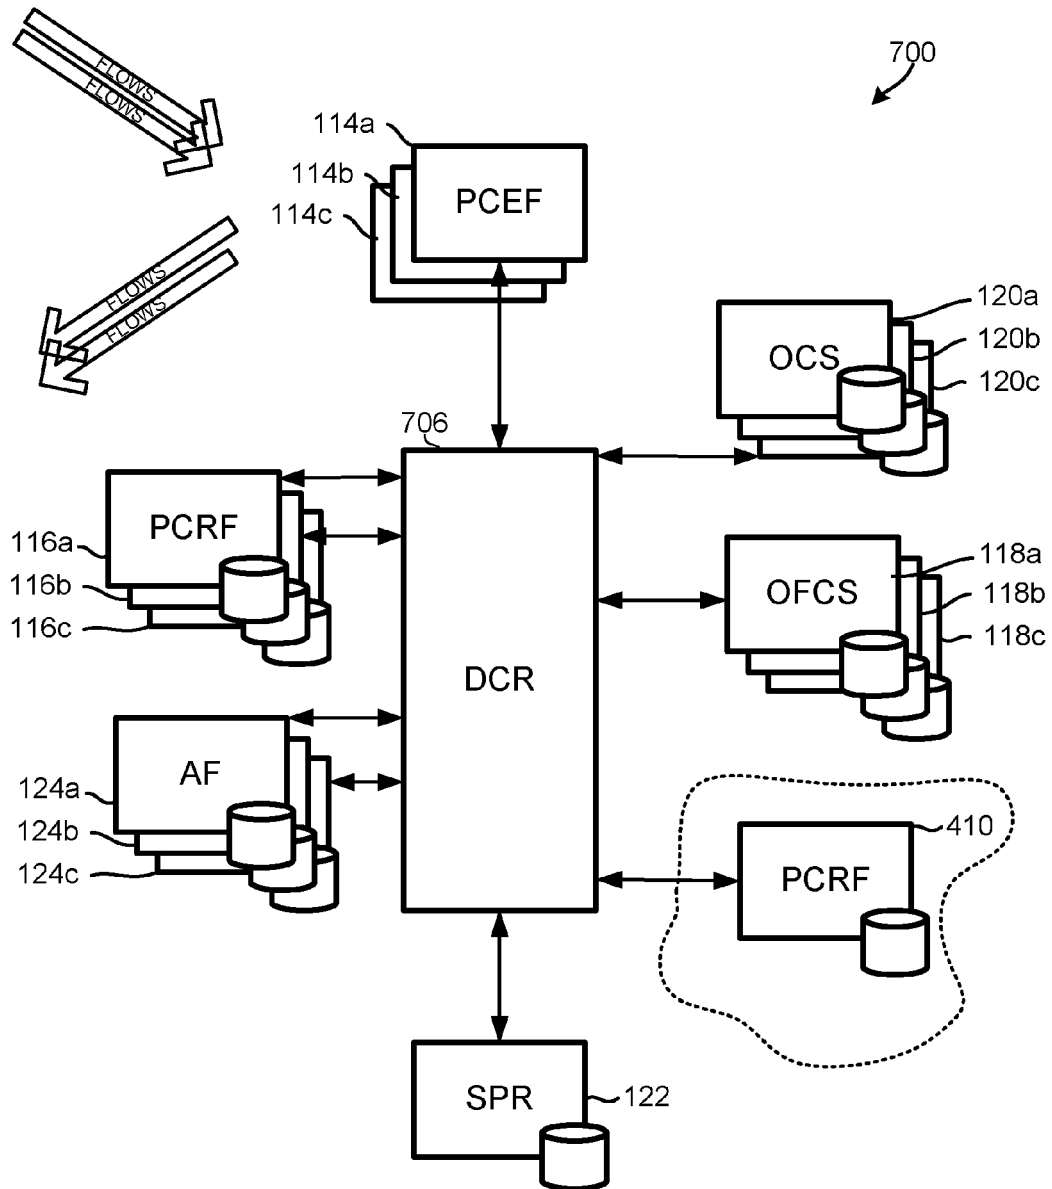 FLOWS
FLOWS
700
114a
114b
114c
PCEF
FLOWS
FLOWS
120a
120b
120c
OCS
706
PCRF
116a
116b
116c
118a
118b
118c
OFCS
DCR
AF
124a
124b
124c
410
PCRF
SPR
122